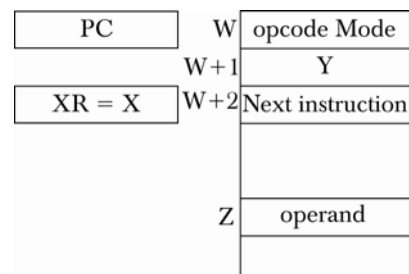 PC W opcode Mode
W+1 Y
XR = X W+2 Next instruction
Z operand